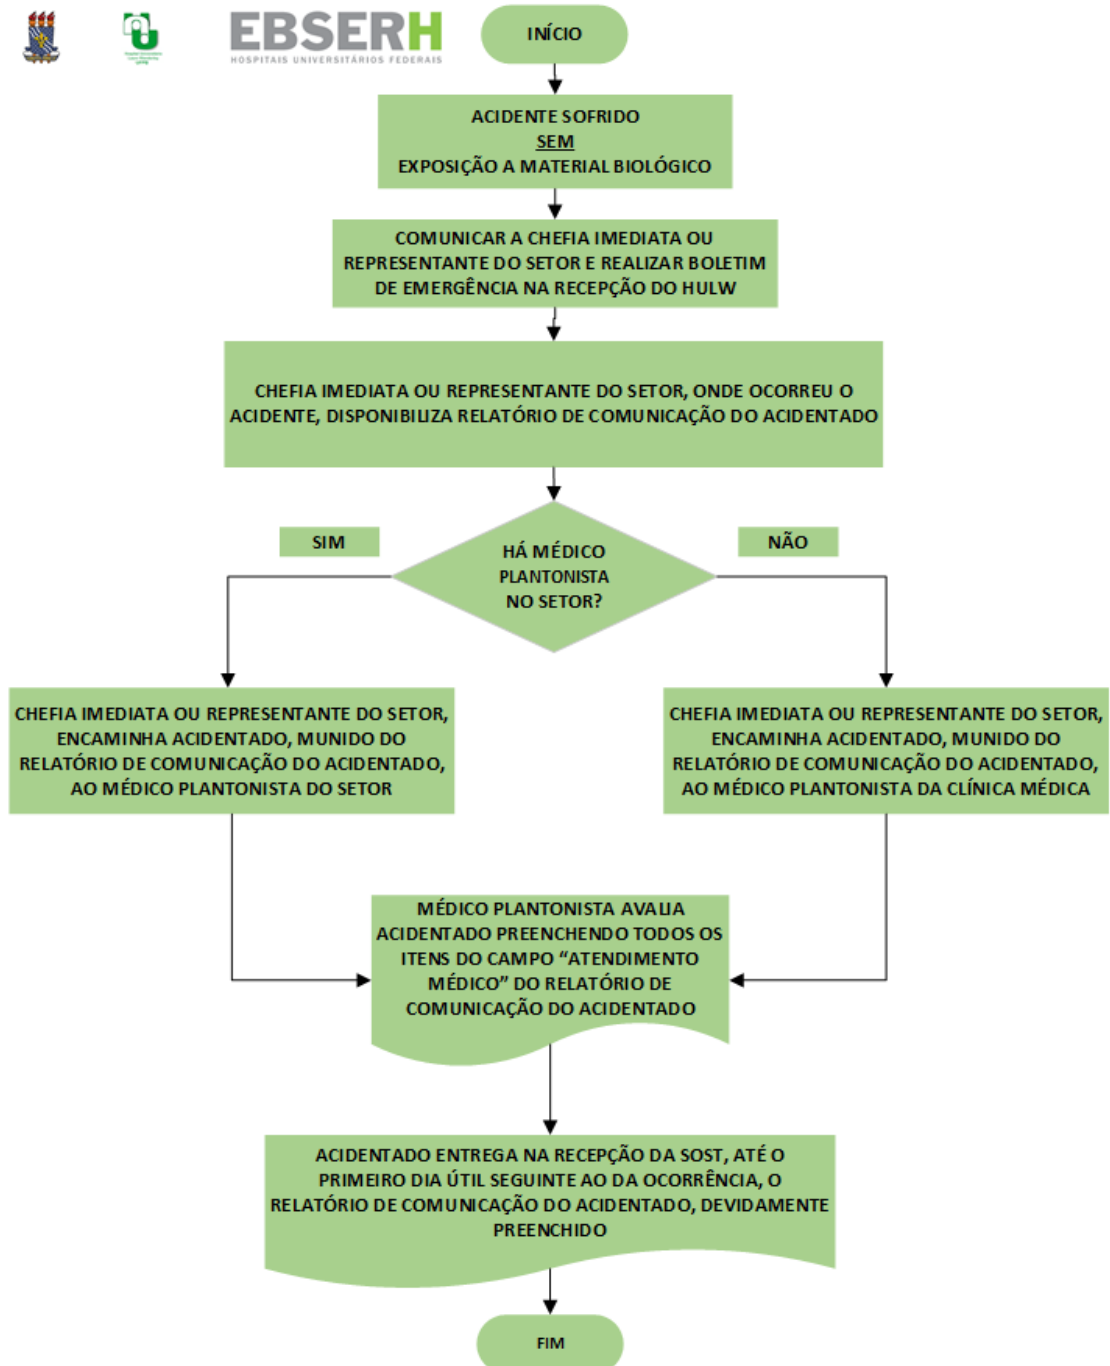 EBSERH
HOSPITAIS UNIVERSITÁRIOS FEDERAIS
INÍCIO
ACIDENTE SOFRIDO
SEM
EXPOSIÇÃO A MATERIAL BIOLÓGICO
COMUNICAR A CHEFIA IMEDIATA OU
REPRESENTANTE DO SETOR E REALIZAR BOLETIM
DE EMERGÊNCIA NA RECEPÇÃO DO HULW
CHEFIA IMEDIATA OU REPRESENTANTE DO SETOR, ONDE OCORREU O
ACIDENTE, DISPONIBILIZA RELATÓRIO DE COMUNICAÇÃO DO ACIDENTADO
HÁ MÉDICO
PLANTONISTA
NO SETOR?
SIM
NÃO
CHEFIA IMEDIATA OU REPRESENTANTE DO SETOR,
ENCAMINHA ACIDENTADO, MUNIDO DO
RELATÓRIO DE COMUNICAÇÃO DO ACIDENTADO,
AO MÉDICO PLANTONISTA DO SETOR
CHEFIA IMEDIATA OU REPRESENTANTE DO SETOR,
ENCAMINHA ACIDENTADO, MUNIDO DO
RELATÓRIO DE COMUNICAÇÃO DO ACIDENTADO,
AO MÉDICO PLANTONISTA DA CLÍNICA MÉDICA
MÉDICO PLANTONISTA AVALIA
ACIDENTADO PREENCHENDO TODOS OS
ITENS DO CAMPO “ATENDIMENTO
MÉDICO” DO RELATÓRIO DE
COMUNICAÇÃO DO ACIDENTADO
ACIDENTADO ENTREGA NA RECEPÇÃO DA SOST, ATÉ O
PRIMEIRO DIA ÚTIL SEGUINTE AO DA OCORRÊNCIA, O
RELATÓRIO DE COMUNICAÇÃO DO ACIDENTADO, DEVIDAMENTE
PREENCHIDO
FIM